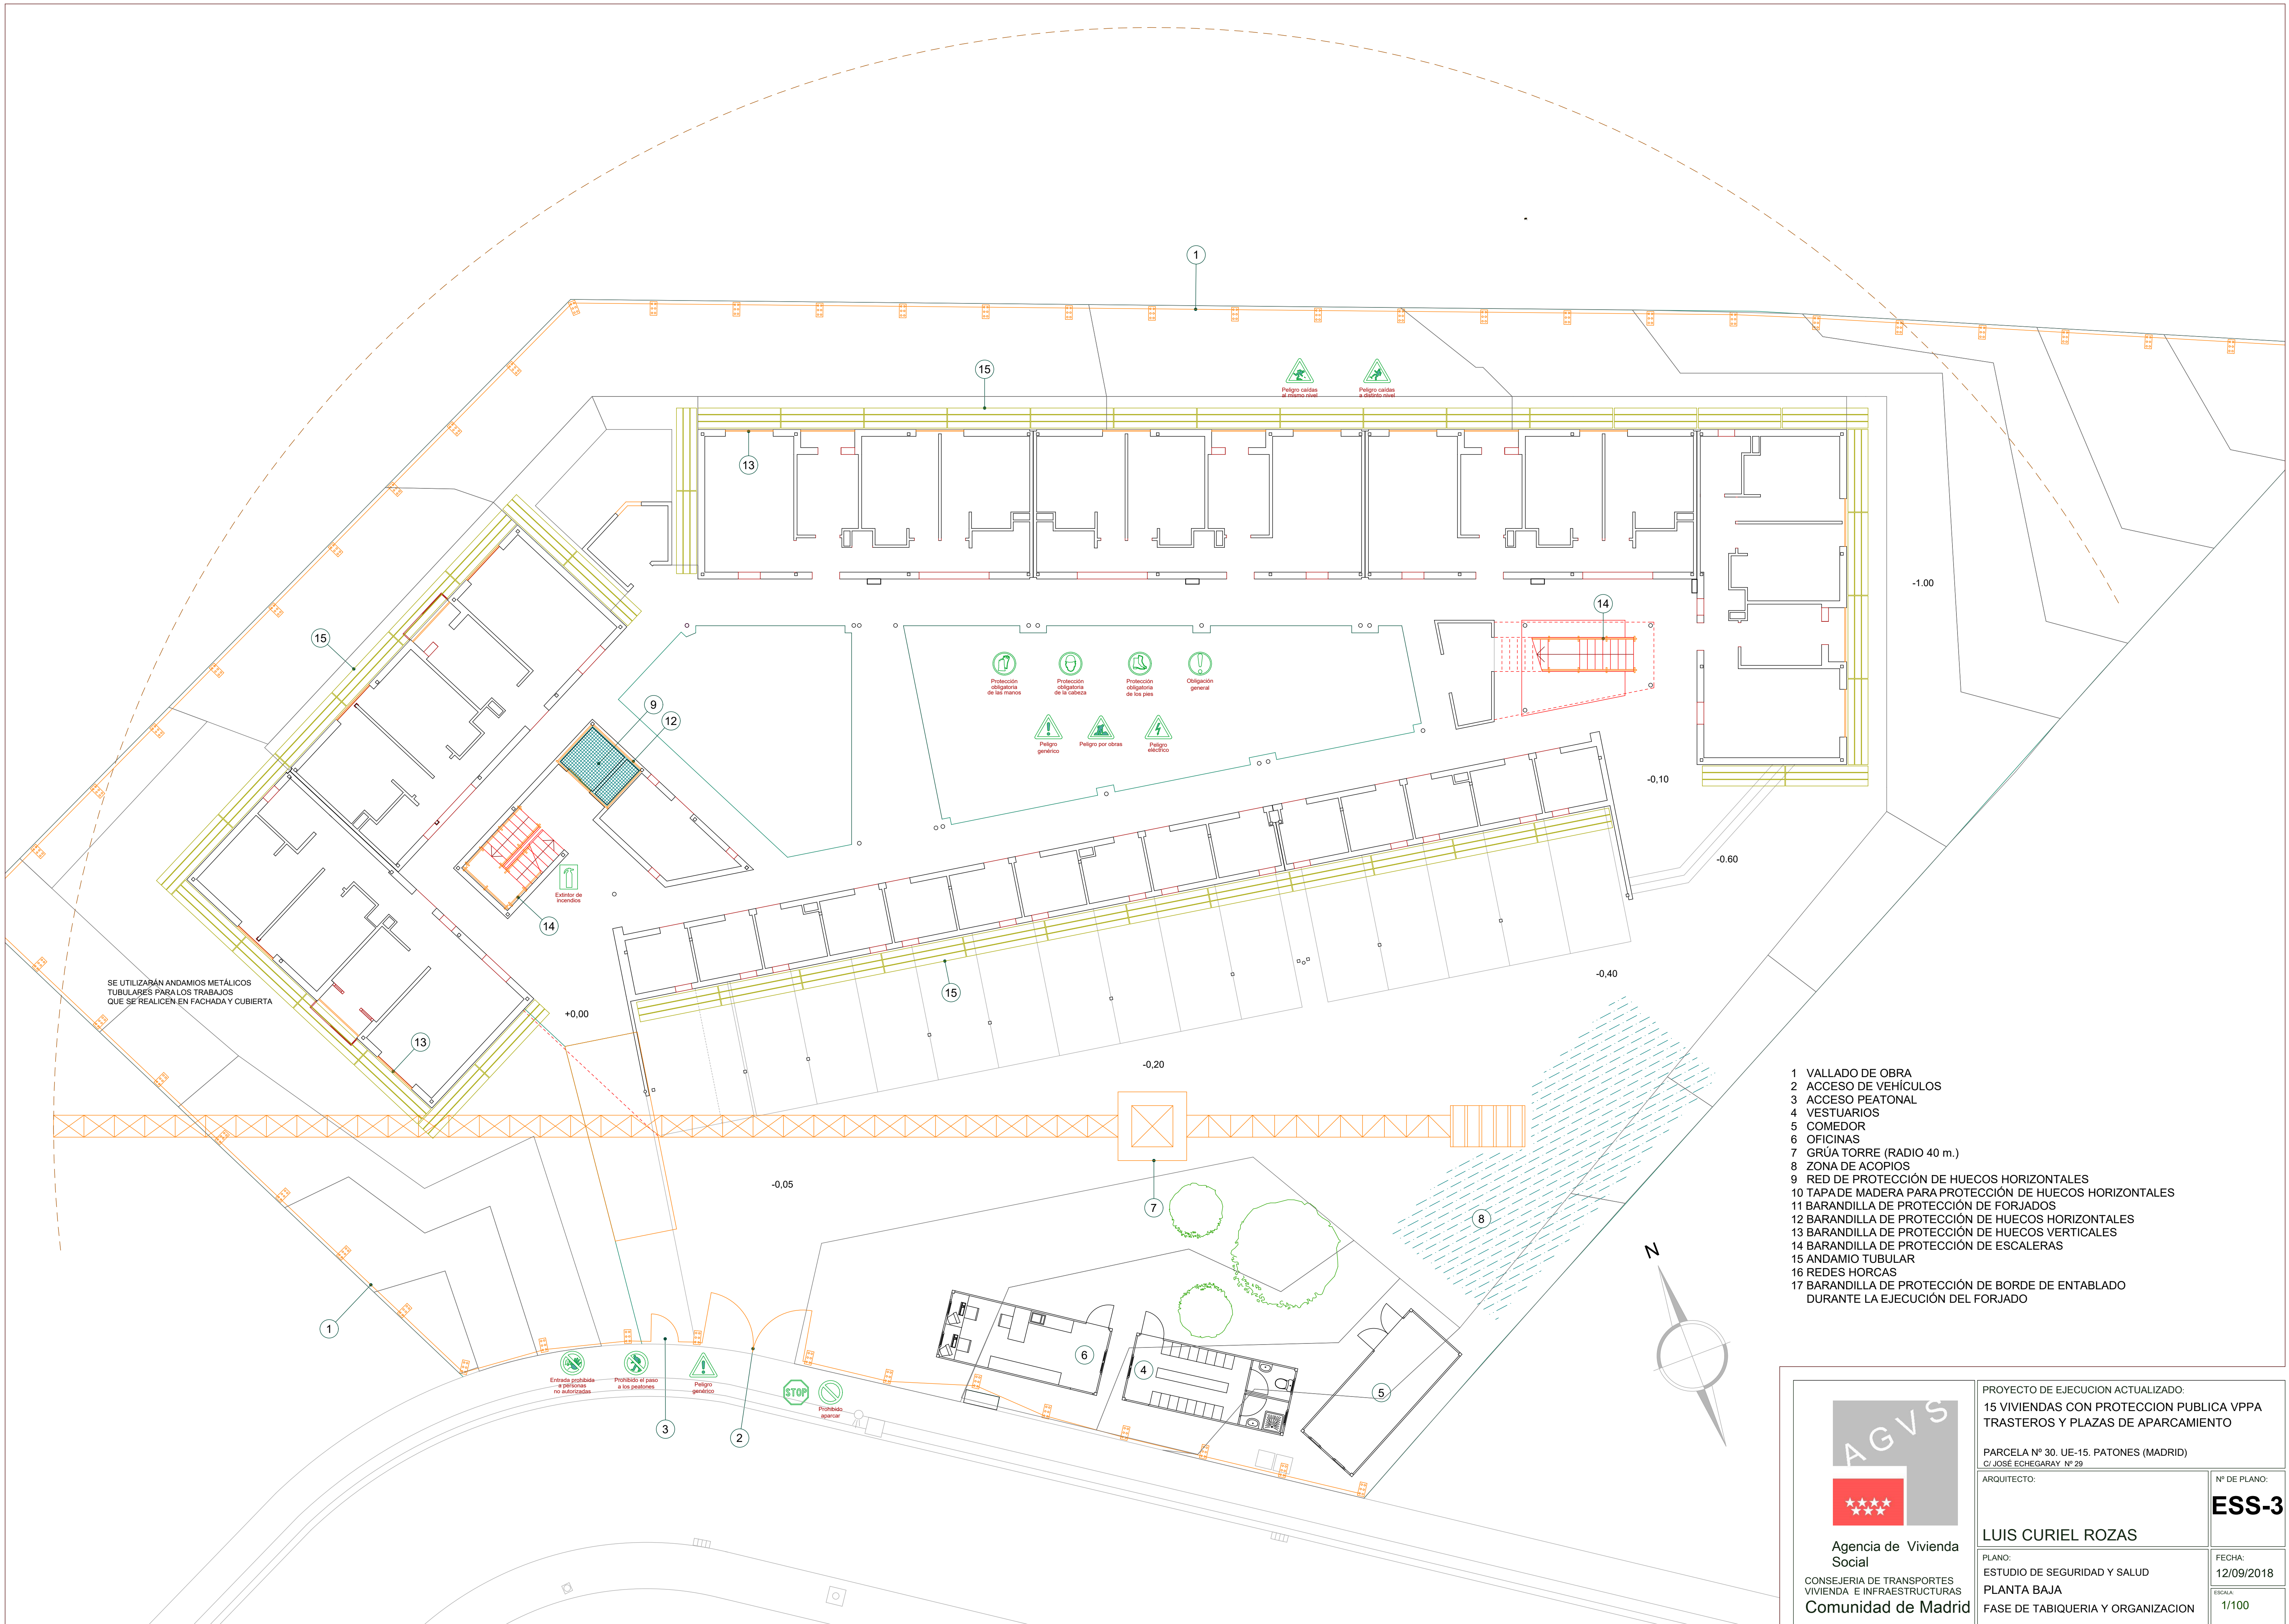 1
15
Peligro caídas
al mismo nivel
Peligro caídas
a distinto nivel
13
-1.00
14
15
Protección
obligatoria
de las manos
Protección
obligatoria
de la cabeza
Protección
obligatoria
de los pies
Obligación
general
9
12
Peligro
genérico
Peligro por obras
Peligro
eléctrico
-0,10
-0.60
Extintor de
incendios
14
SE UTILIZARÁN ANDAMIOS METÁLICOS
TUBULARES PARA LOS TRABAJOS
QUE SE REALICEN EN FACHADA Y CUBIERTA
15
-0,40
+0,00
13
-0,20
-0,05
7
8
1 VALLADO DE OBRA
2 ACCESO DE VEHÍCULOS
3 ACCESO PEATONAL
4 VESTUARIOS
5 COMEDOR
6 OFICINAS
7 GRÚA TORRE (RADIO 40 m.)
8 ZONA DE ACOPIOS
9 RED DE PROTECCIÓN DE HUECOS HORIZONTALES
10 TAPA DE MADERA PARA PROTECCIÓN DE HUECOS HORIZONTALES
11 BARANDILLA DE PROTECCIÓN DE FORJADOS
12 BARANDILLA DE PROTECCIÓN DE HUECOS HORIZONTALES
13 BARANDILLA DE PROTECCIÓN DE HUECOS VERTICALES
14 BARANDILLA DE PROTECCIÓN DE ESCALERAS
15 ANDAMIO TUBULAR
16 REDES HORCAS
17 BARANDILLA DE PROTECCIÓN DE BORDE DE ENTABLADO
DURANTE LA EJECUCIÓN DEL FORJADO
N
1
6
4
5
Entrada prohibida
a personas
no autorizadas
Prohibido el paso
a los peatones
Peligro
genérico
STOP
Prohibido
aparcar
3
2
AGVS
Agencia de Vivienda
Social
CONSEJERIA DE TRANSPORTES
VIVIENDA E INFRAESTRUCTURAS
Comunidad de Madrid
PROYECTO DE EJECUCION ACTUALIZADO:
15 VIVIENDAS CON PROTECCION PUBLICA VPPA
TRASTEROS Y PLAZAS DE APARCAMIENTO
PARCELA Nº 30. UE-15. PATONES (MADRID)
C/ JOSÉ ECHEGARAY Nº 29
ARQUITECTO:
LUIS CURIEL ROZAS
Nº DE PLANO:
ESS-3
PLANO:
ESTUDIO DE SEGURIDAD Y SALUD
PLANTA BAJA
FASE DE TABIQUERIA Y ORGANIZACION
FECHA:
12/09/2018
ESCALA:
1/100